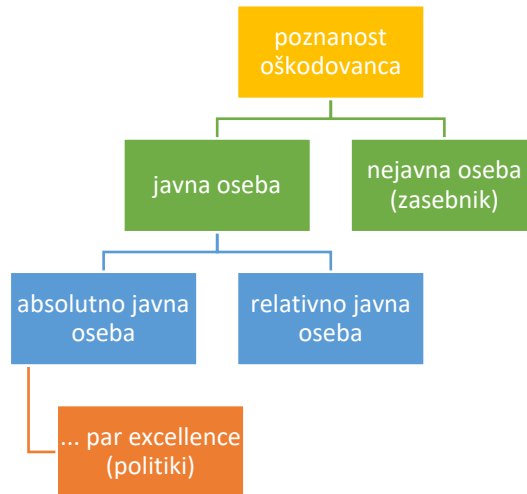 poznanost
oškodovanca
javna oseba
nejavna oseba
(zasebnik)
absolutno javna
oseba
relativno javna
oseba
... par excellence
(politiki)